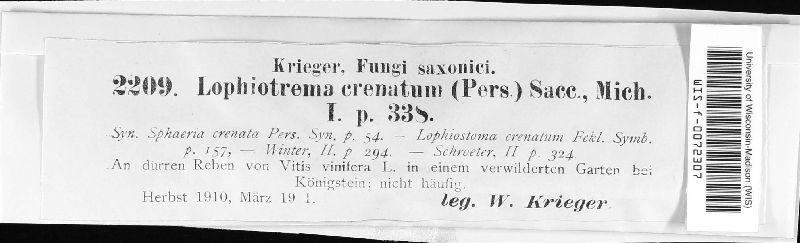 Krieger, Fungi saxonici.
2209. Lophiotrema crenatum (Pers.) Sacc., Mich.
I. p. 338.
Syn. Sphaeria crenata Pers. Syn. p. 54. — Lophiostoma crenatum Fckl. Symb.
p. 157, — Winter, II. p 294. — Schroeter, II p. 324
An dürren Reben von Vitis vinifera L. in einem verwilderten Garten bei
Königstein; nicht häufig.
Herbst 1910, März 19 1.
leg. W. Krieger.
University of Wisconsin-Madison (WIS)
WIS-f-0072307